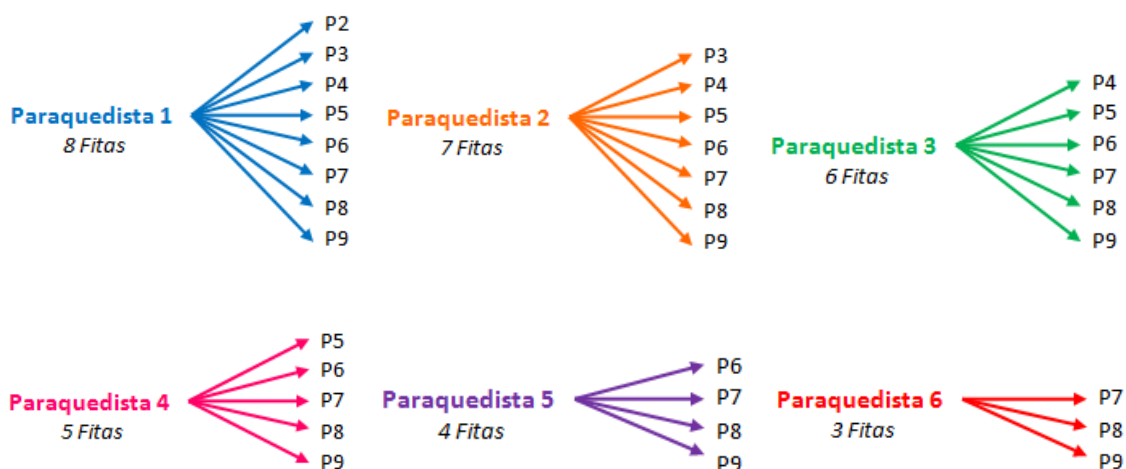 Paraquedista 1
8 Fitas
P2
P3
P4
P5
P6
P7
P8
P9
Paraquedista 2
7 Fitas
P3
P4
P5
P6
P7
P8
P9
Paraquedista 3
6 Fitas
P4
P5
P6
P7
P8
P9
Paraquedista 4
5 Fitas
P5
P6
P7
P8
P9
Paraquedista 5
4 Fitas
P6
P7
P8
P9
Paraquedista 6
3 Fitas
P7
P8
P9